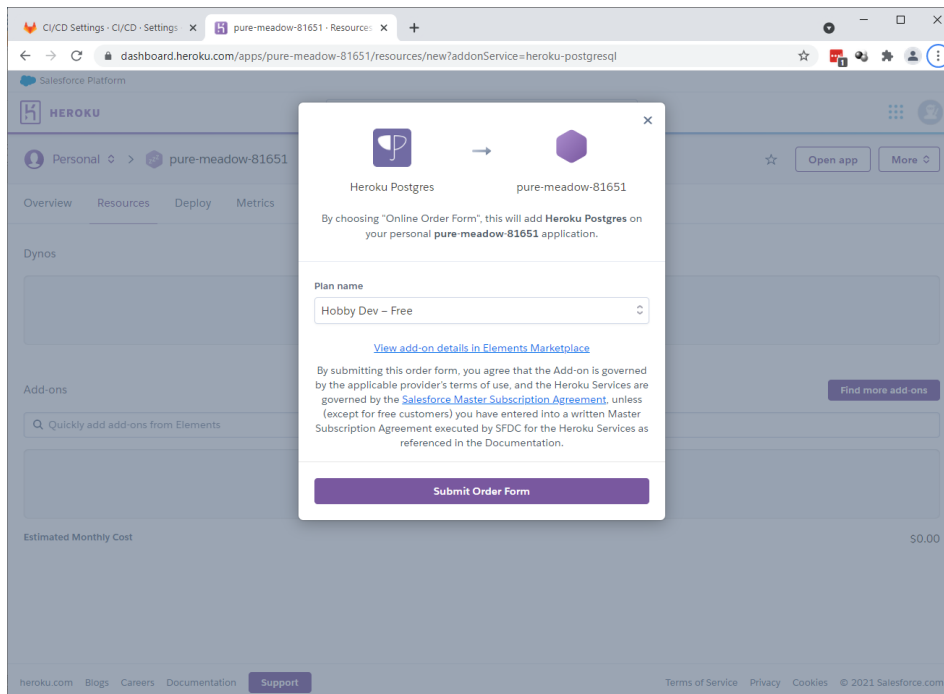 CI/CD Settings · CI/CD · Settings
pure-meadow-81651 · Resources
dashboard.heroku.com/apps/pure-meadow-81651/resources/new?addonService=heroku-postgresql
1
Salesforce Platform
HEROKU
Personal
pure-meadow-81651
Open app
More
Overview
Resources
Deploy
Metrics
Dynos
Heroku Postgres
pure-meadow-81651
By choosing "Online Order Form", this will add Heroku Postgres on
your personal pure-meadow-81651 application.
Plan name
Hobby Dev – Free
View add-on details in Elements Marketplace
By submitting this order form, you agree that the Add-on is governed
by the applicable provider's terms of use, and the Heroku Services are
governed by the Salesforce Master Subscription Agreement, unless
(except for free customers) you have entered into a written Master
Subscription Agreement executed by SFDC for the Heroku Services as
referenced in the Documentation.
Submit Order Form
Add-ons
Find more add-ons
Quickly add add-ons from Elements
Estimated Monthly Cost
$0.00
heroku.com
Blogs
Careers
Documentation
Support
Terms of Service
Privacy
Cookies
© 2021 Salesforce.com